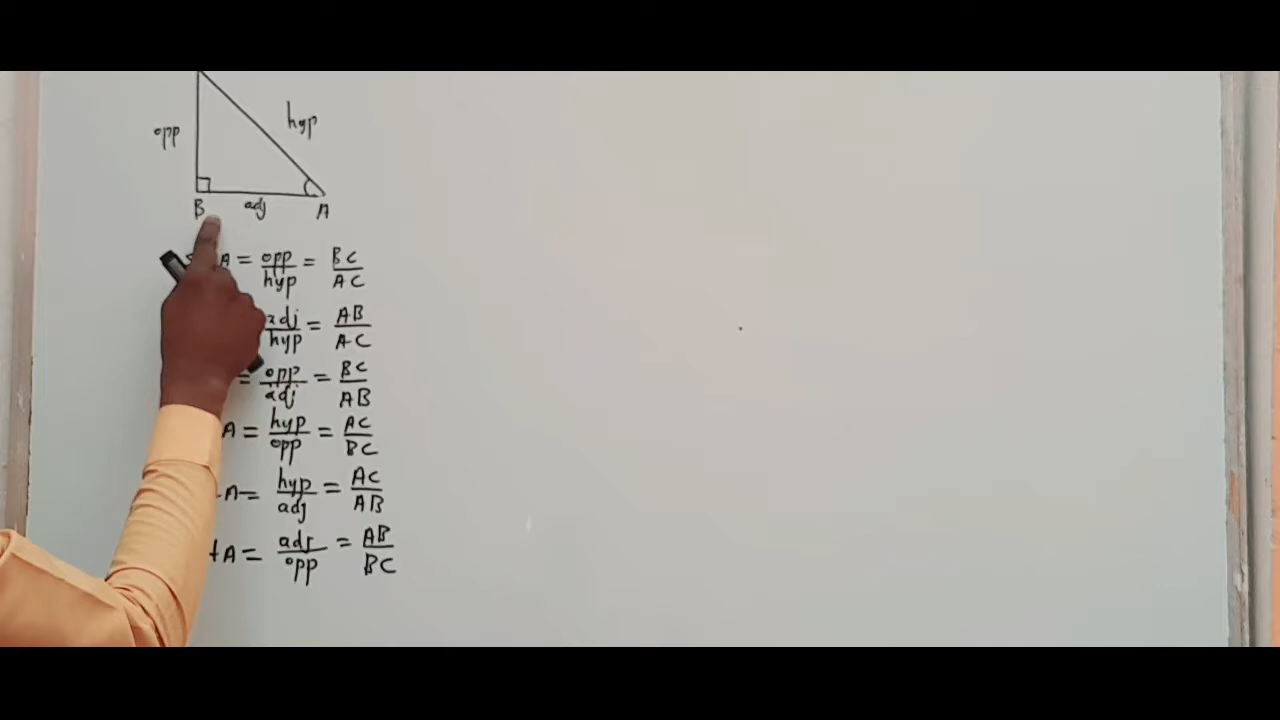 opp hyp
B adj A
A = opp/hyp = BC/AC
adj/hyp = AB/AC
= opp/adj = BC/AB
A = hyp/opp = AC/BC
A = hyp/adj = AC/AB
tA = adj/opp = AB/BC